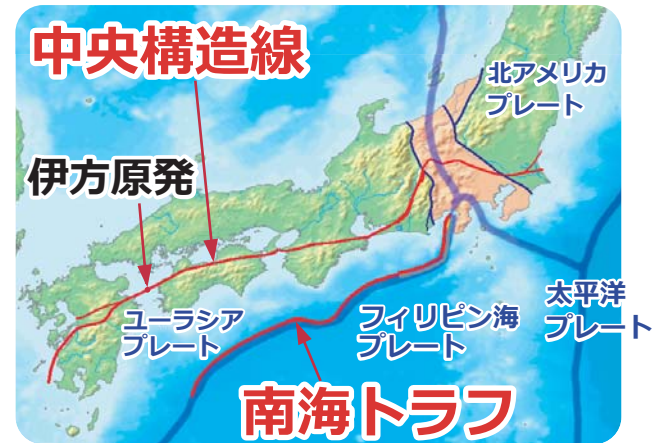 中央構造線
北アメリカ
プレート
伊方原発
ユーラシア
プレート
フィリピン海
プレート
太平洋
プレート
南海トラフ